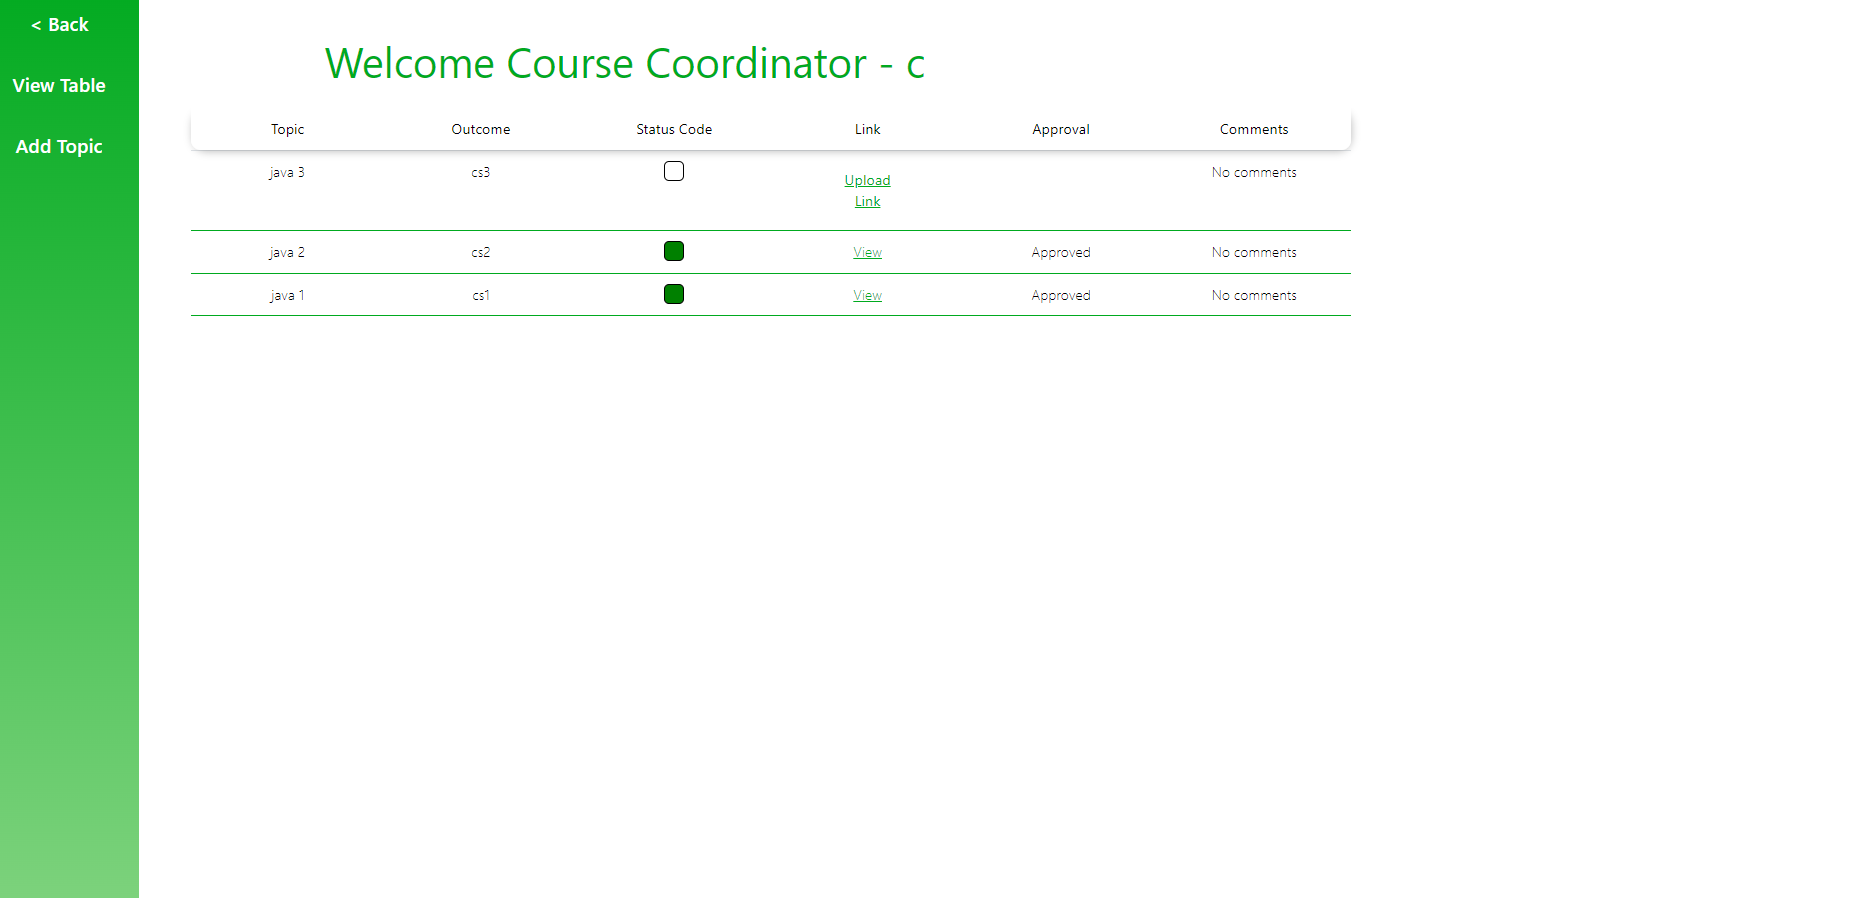 < Back
View Table
Add Topic
Welcome Course Coordinator - c
Topic Outcome Status Code Link Approval Comments
java 3 cs3 Upload Link No comments
java 2 cs2 View Approved No comments
java 1 cs1 View Approved No comments